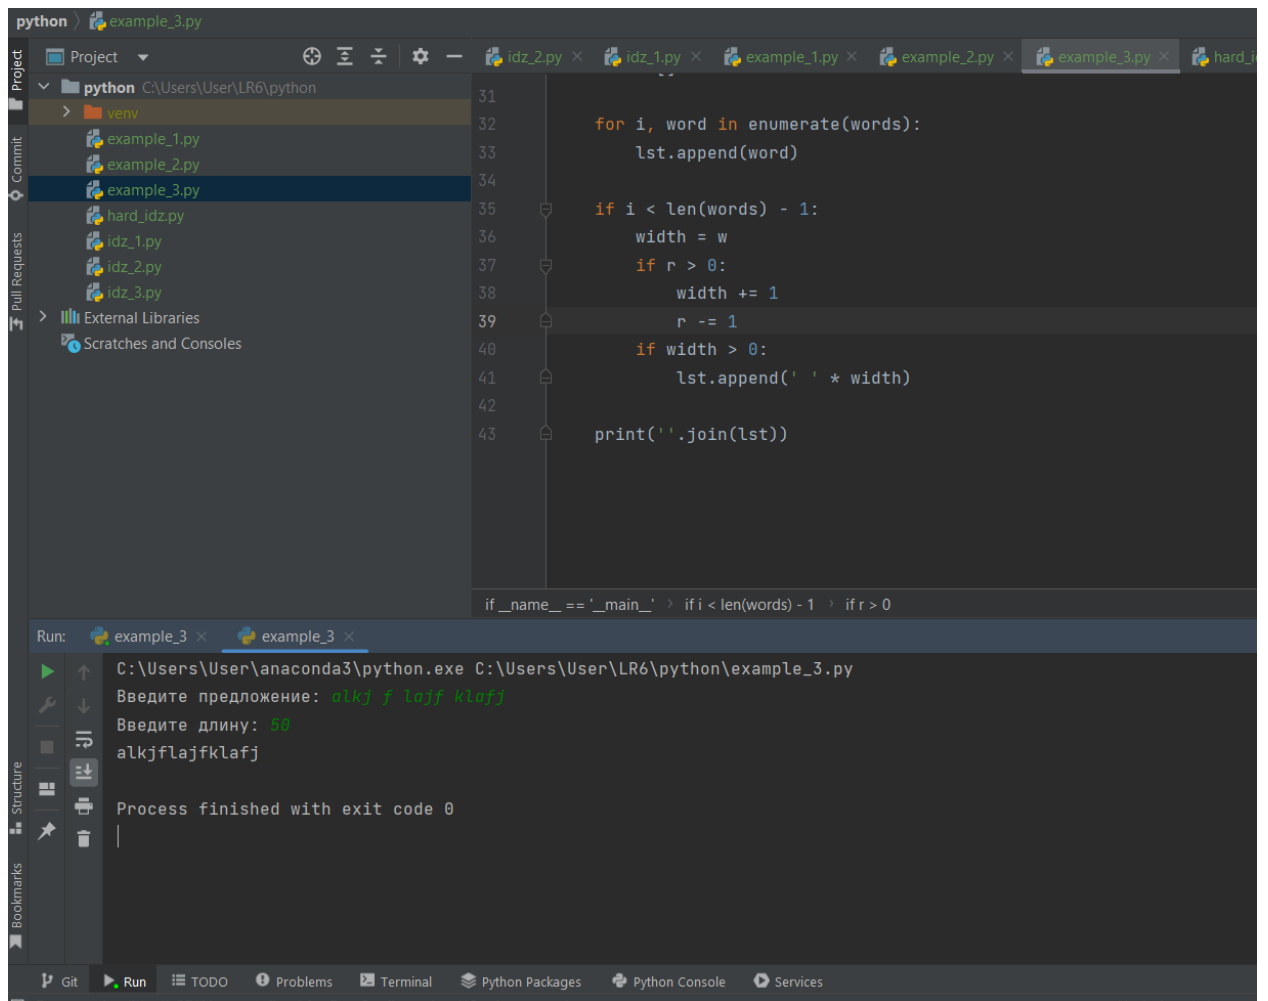 python 〉 example_3.py
Project
idz_2.py × idz_1.py × example_1.py × example_2.py × example_3.py ×
python C:\Users\User\LR6\python
venv
example_1.py
example_2.py
example_3.py
hard_idz.py
idz_1.py
idz_2.py
idz_3.py
External Libraries
Scratches and Consoles
31
32 for i, word in enumerate(words):
33 lst.append(word)
34
35 if i < len(words) - 1:
36 width = w
37 if r > 0:
38 width += 1
39 r -= 1
40 if width > 0:
41 lst.append(' ' * width)
42
43 print(''.join(lst))
if __name__ == '__main__' › if i < len(words) - 1 › if r > 0
Project
Commit
Pull Requests
Structure
Bookmarks
Run: example_3 × example_3 ×
C:\Users\User\anaconda3\python.exe C:\Users\User\LR6\python\example_3.py
Введите предложение: alkj f lajf klafj
Введите длину: 50
alkjflajfklafj
Process finished with exit code 0
Git Run TODO Problems Terminal Python Packages Python Console Services